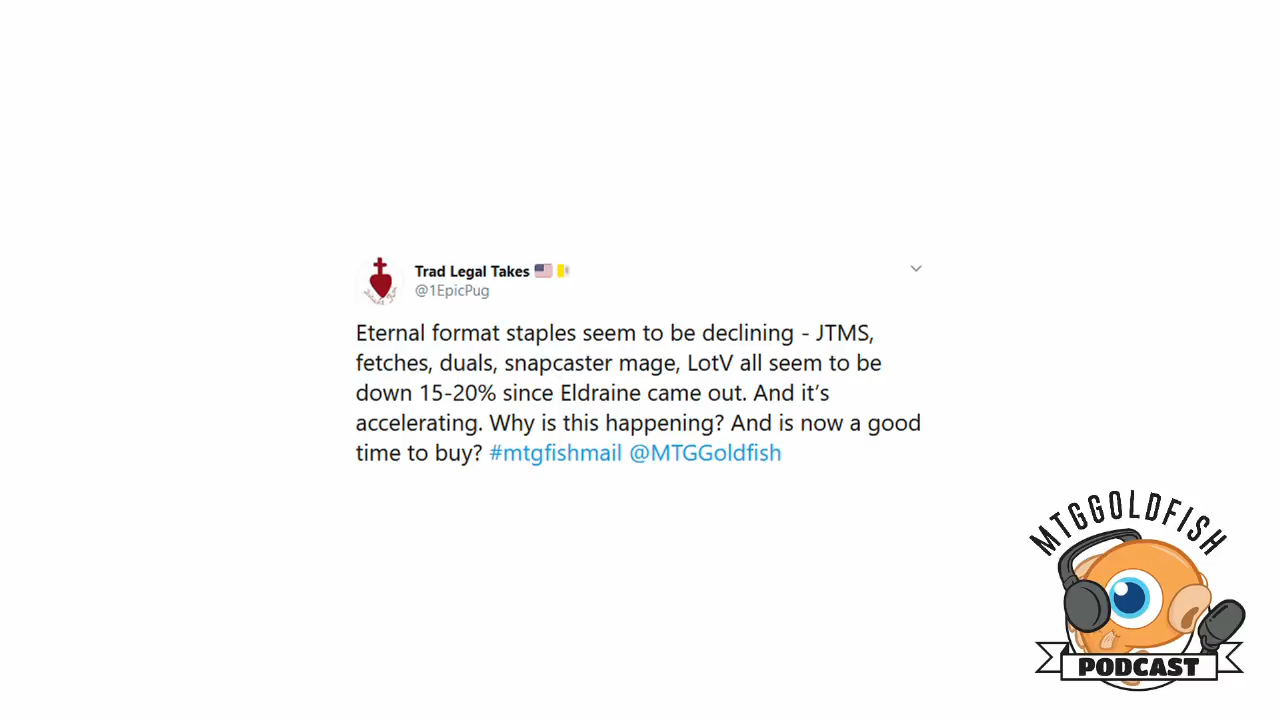 Trad Legal Takes
@1EpicPug
Eternal format staples seem to be declining - JTMS,
fetches, duals, snapcaster mage, LotV all seem to be
down 15-20% since Eldraine came out. And it’s
accelerating. Why is this happening? And is now a good
time to buy? #mtgfishmail @MTGGoldfish
MTGGOLDFISH
PODCAST